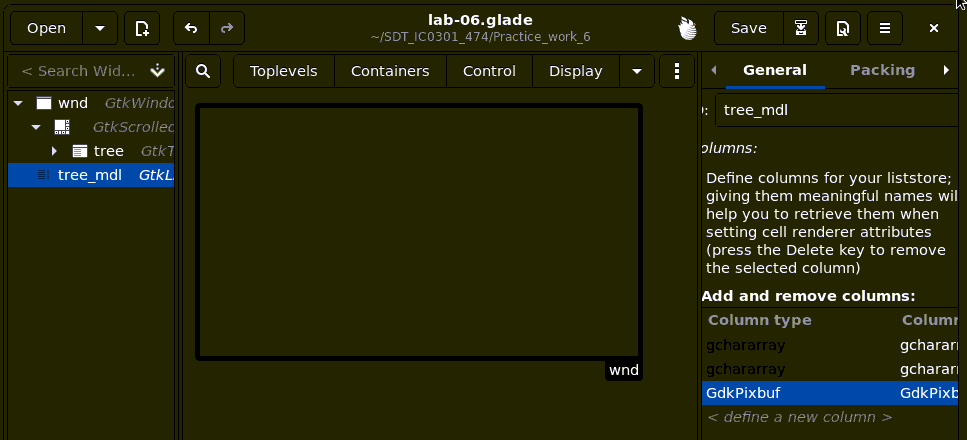 Open
lab-06.glade
~/SDT_IC0301_474/Practice_work_6
Save
< Search Wid...
Toplevels Containers Control Display
General Packing
wnd GtkWindo
GtkScrolled
tree GtkT
tree_mdl GtkL
: tree_mdl
olumns:
Define columns for your liststore;
giving them meaningful names wil
help you to retrieve them when
setting cell renderer attributes
(press the Delete key to remove
the selected column)
Add and remove columns:
Column type Column
gchararray gcharar
gchararray gcharar
GdkPixbuf GdkPixb
< define a new column >
wnd